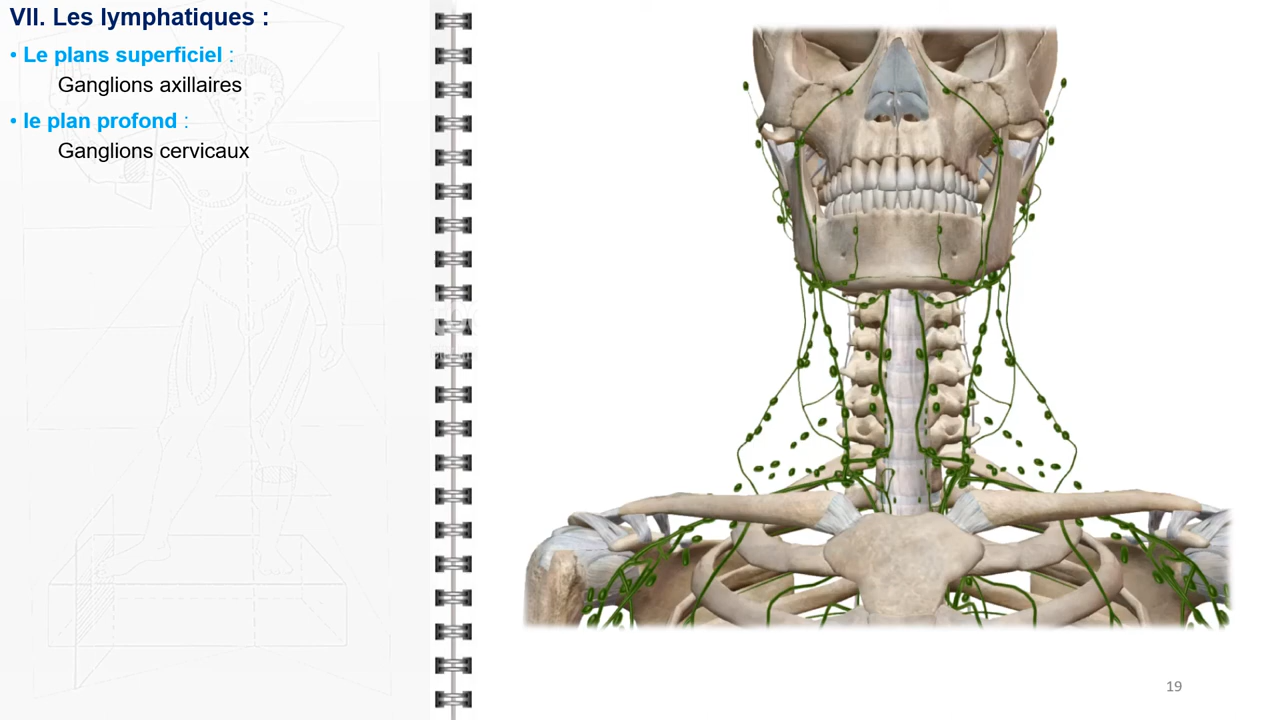 VII. Les lymphatiques :
• Le plans superficiel :
Ganglions axillaires
• le plan profond :
Ganglions cervicaux
19